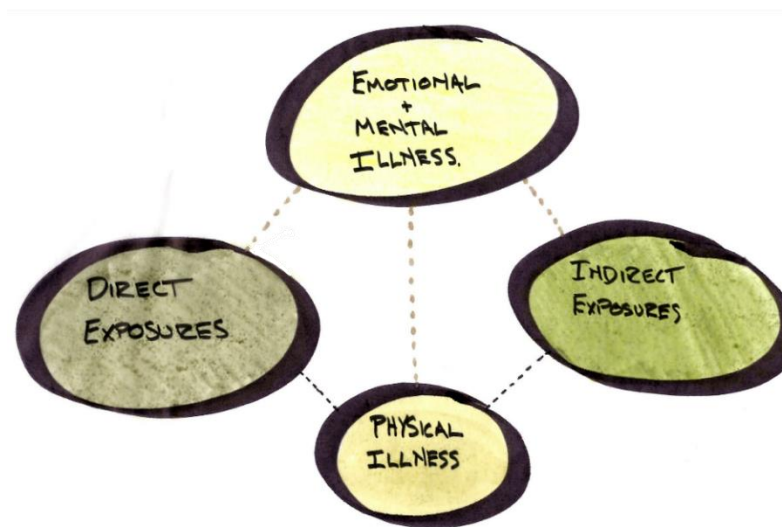 EMOTIONAL
+
MENTAL
ILLNESS.
DIRECT
EXPOSURES
INDIRECT
EXPOSURES
PHYSICAL
ILLNESS